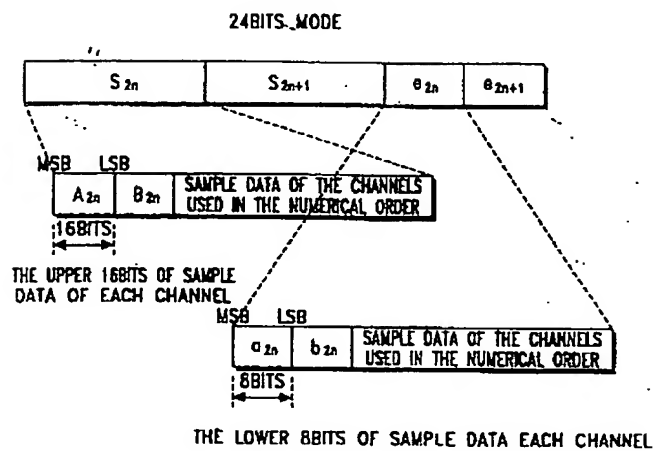 24BITS_MODE
S2n S2n+1 e2n e2n+1
MSB LSB
A2n B2n SAMPLE DATA OF THE CHANNELS
USED IN THE NUMERICAL ORDER
16BITS
THE UPPER 16BITS OF SAMPLE
DATA OF EACH CHANNEL
MSB LSB
a2n b2n SAMPLE DATA OF THE CHANNELS
USED IN THE NUMERICAL ORDER
8BITS
THE LOWER 8BITS OF SAMPLE DATA EACH CHANNEL